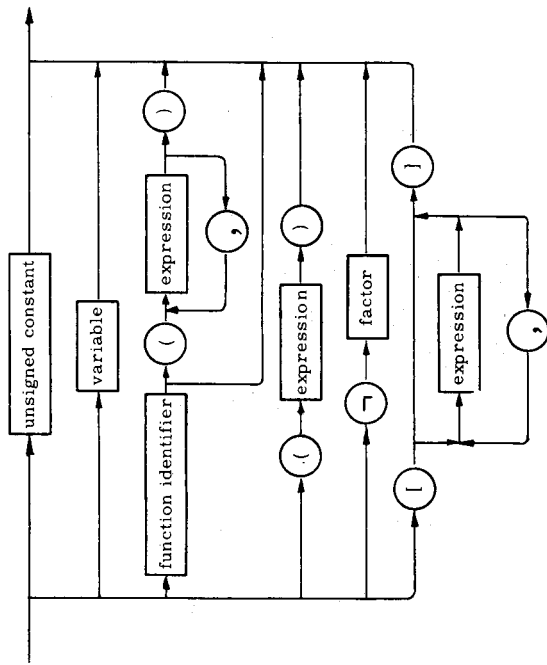 unsigned constant
variable
function identifier ( expression )
,
( expression )
¬ factor
[ ]
expression
,